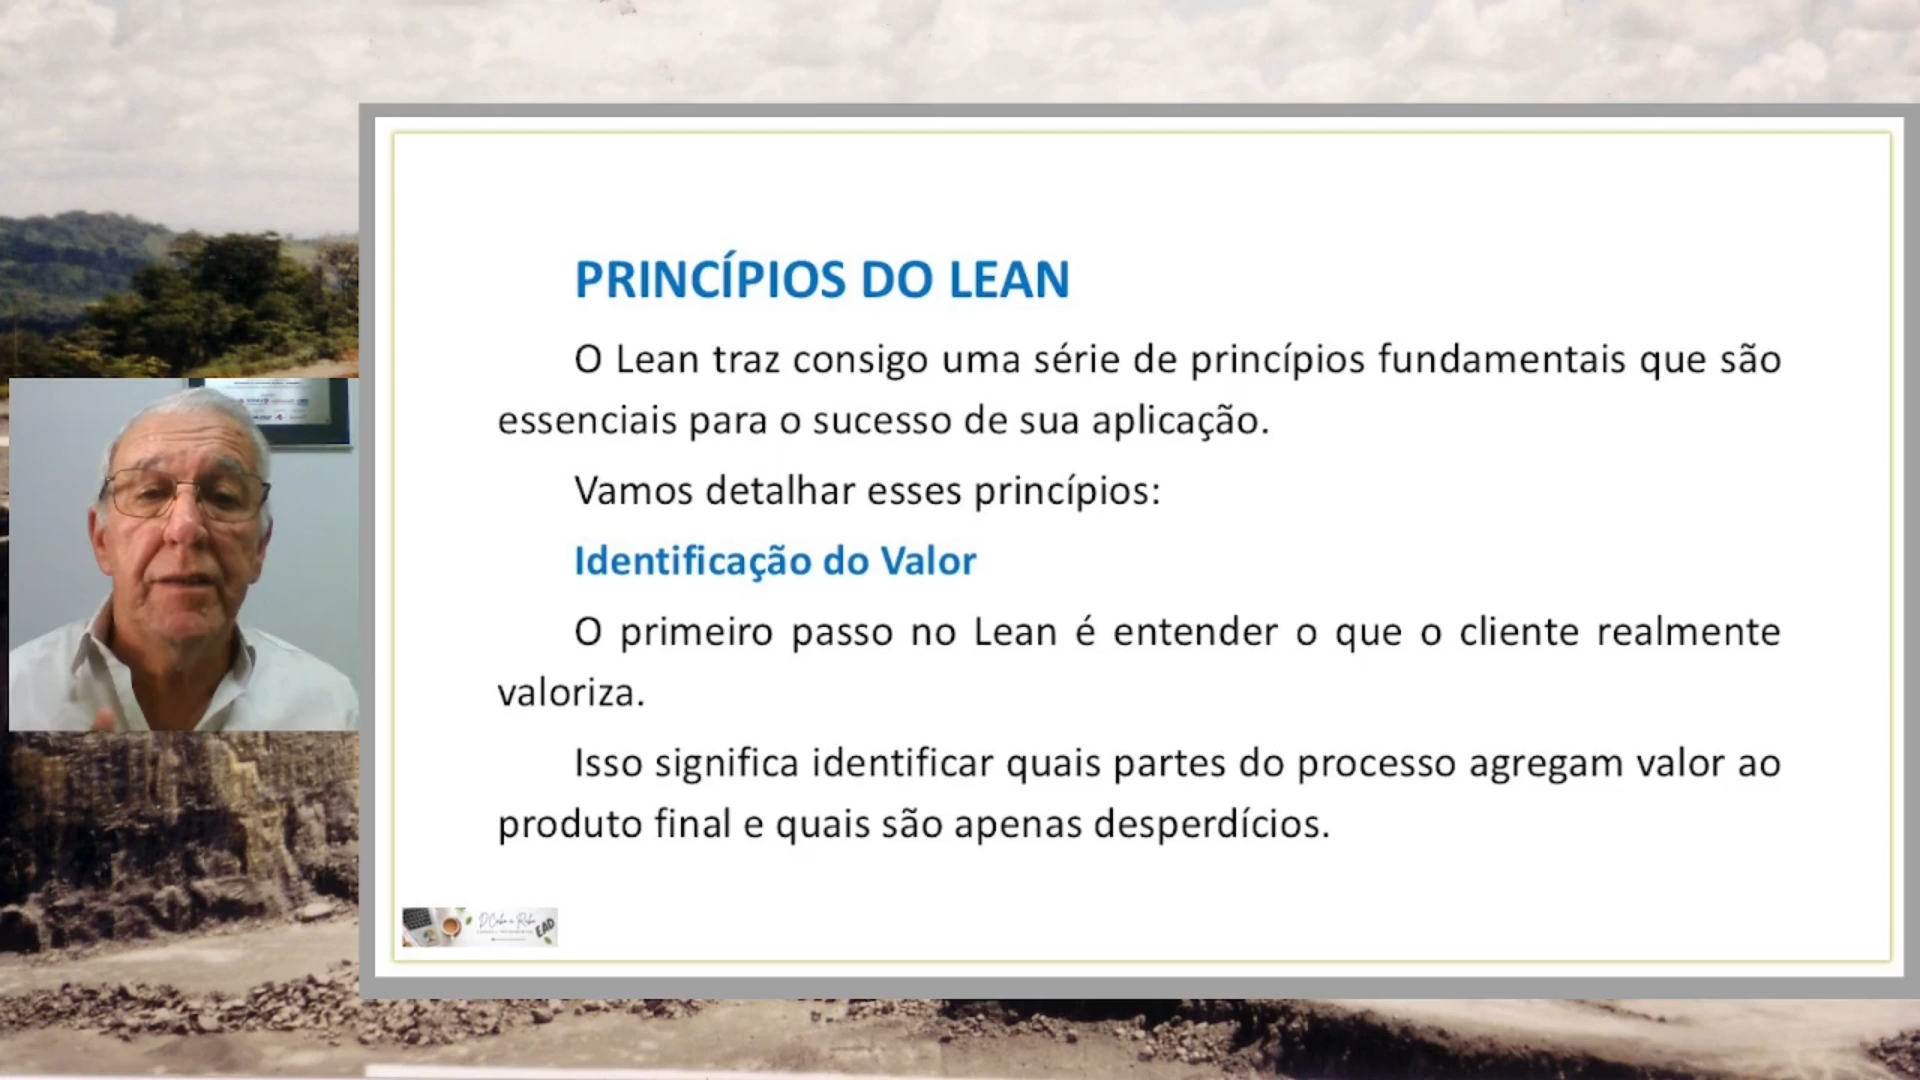 PRINCÍPIOS DO LEAN
O Lean traz consigo uma série de princípios fundamentais que são
essenciais para o sucesso de sua aplicação.
Vamos detalhar esses princípios:
Identificação do Valor
O primeiro passo no Lean é entender o que o cliente realmente
valoriza.
Isso significa identificar quais partes do processo agregam valor ao
produto final e quais são apenas desperdícios.
EAD